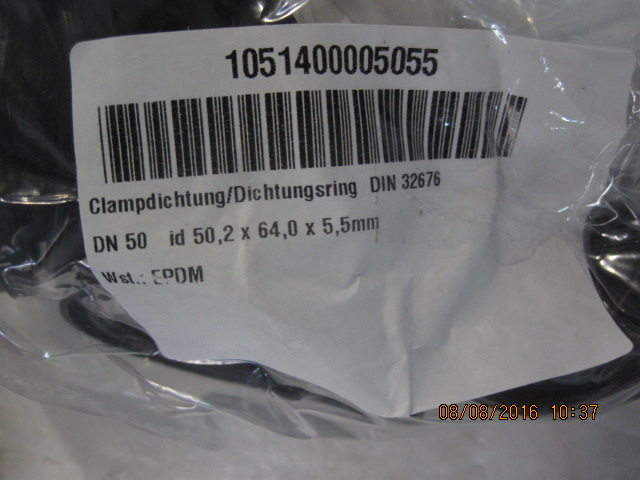 1051400005055
Clampdichtung/Dichtungsring DIN 32676
DN 50 id 50,2 x 64,0 x 5,5mm
Wst.: EPDM
08/08/2016 10:37